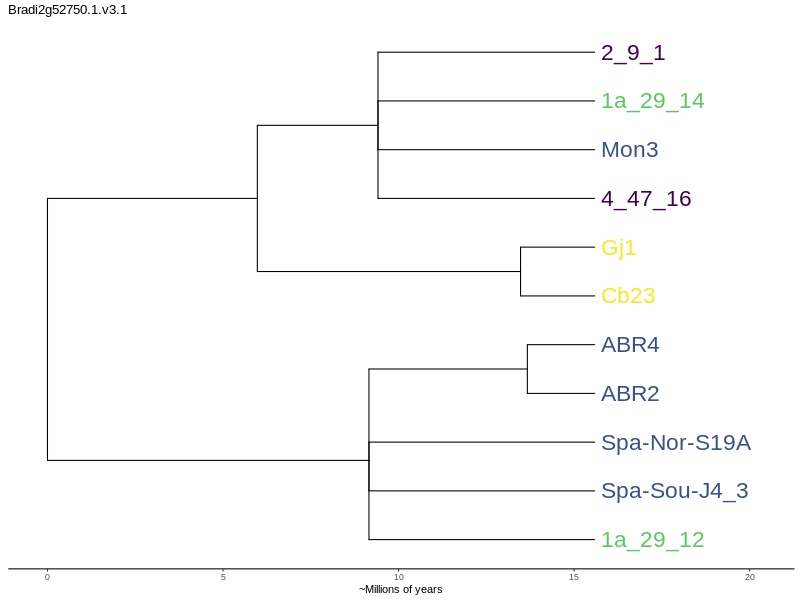 Bradi2g52750.1.v3.1
2_9_1
1a_29_14
Mon3
4_47_16
Gj1
Cb23
ABR4
ABR2
Spa-Nor-S19A
Spa-Sou-J4_3
1a_29_12
0 5 10 15 20
~Millions of years